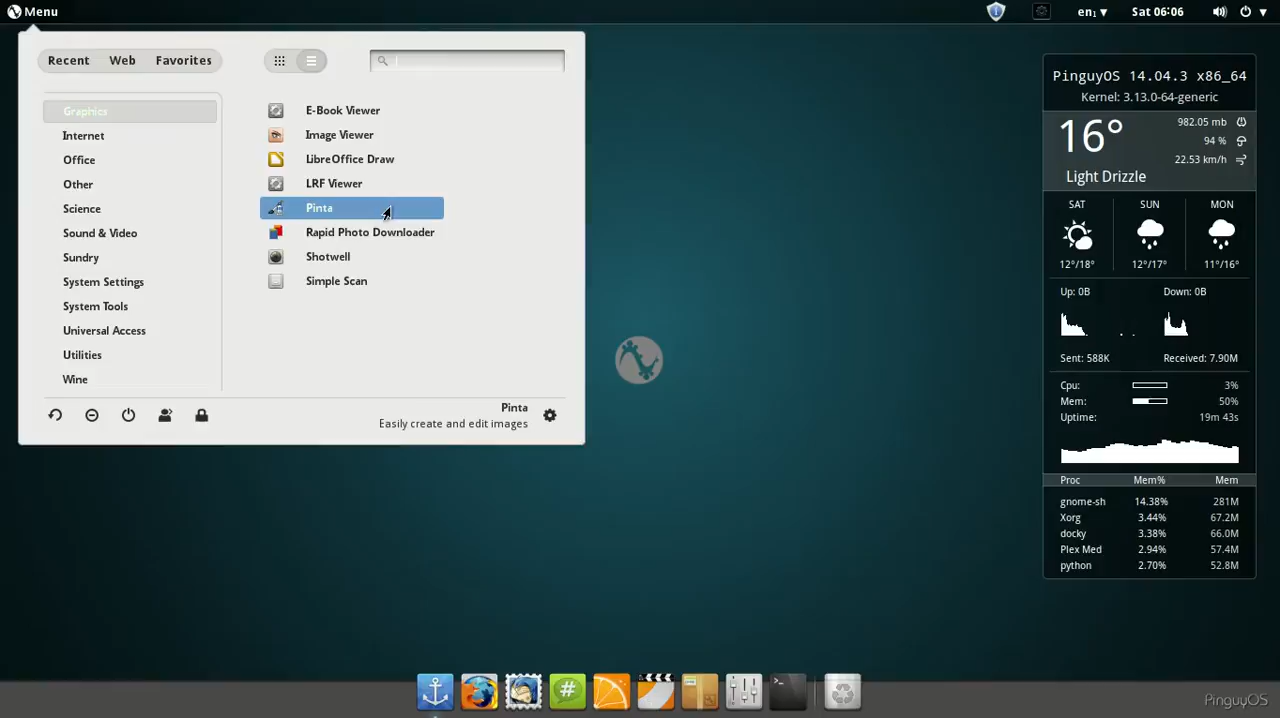 Menu
en₁ ▾
Sat 06:06
Recent
Web
Favorites
Graphics
Internet
Office
Other
Science
Sound & Video
Sundry
System Settings
System Tools
Universal Access
Utilities
Wine
E-Book Viewer
Image Viewer
LibreOffice Draw
LRF Viewer
Pinta
Rapid Photo Downloader
Shotwell
Simple Scan
Pinta
Easily create and edit images
PinguyOS 14.04.3 x86_64
Kernel: 3.13.0-64-generic
16°
982.05 mb
94 %
22.53 km/h
Light Drizzle
SAT SUN MON
12°/18° 12°/17° 11°/16°
Up: 0B Down: 0B
Sent: 588K Received: 7.90M
Cpu: 3%
Mem: 50%
Uptime: 19m 43s
Proc Mem% Mem
gnome-sh 14.38% 281M
Xorg 3.44% 67.2M
docky 3.38% 66.0M
Plex Med 2.94% 57.4M
python 2.70% 52.8M
#
>_
PinguyOS